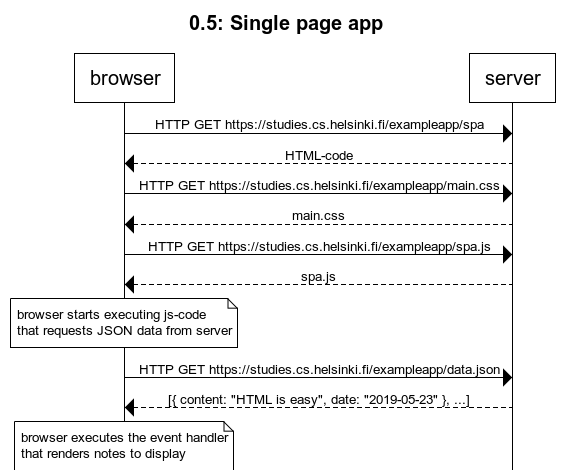 0.5: Single page app
browser
server
HTTP GET https://studies.cs.helsinki.fi/exampleapp/spa
HTML-code
HTTP GET https://studies.cs.helsinki.fi/exampleapp/main.css
main.css
HTTP GET https://studies.cs.helsinki.fi/exampleapp/spa.js
spa.js
browser starts executing js-code
that requests JSON data from server
HTTP GET https://studies.cs.helsinki.fi/exampleapp/data.json
[{ content: "HTML is easy", date: "2019-05-23" }, ...]
browser executes the event handler
that renders notes to display